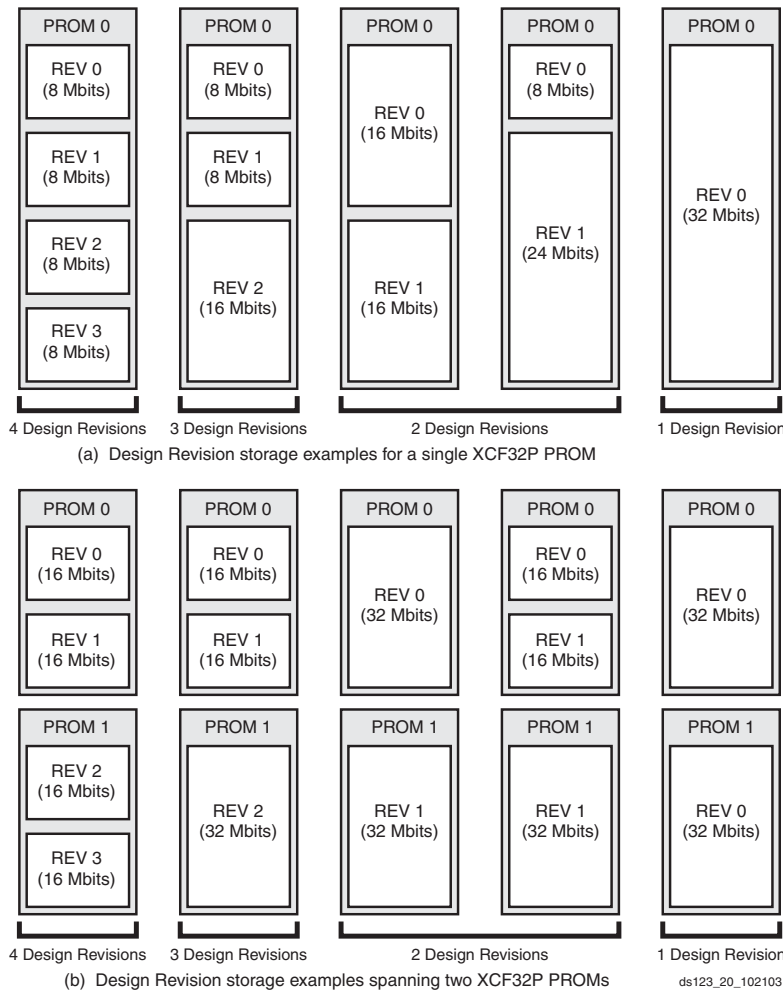 PROM 0
REV 0
(8 Mbits)
REV 1
(8 Mbits)
REV 2
(8 Mbits)
REV 3
(8 Mbits)
PROM 0
REV 0
(8 Mbits)
REV 1
(8 Mbits)
REV 2
(16 Mbits)
PROM 0
REV 0
(16 Mbits)
REV 1
(16 Mbits)
PROM 0
REV 0
(8 Mbits)
REV 1
(24 Mbits)
PROM 0
REV 0
(32 Mbits)
4 Design Revisions
3 Design Revisions
2 Design Revisions
1 Design Revision
(a) Design Revision storage examples for a single XCF32P PROM
PROM 0
REV 0
(16 Mbits)
REV 1
(16 Mbits)
PROM 0
REV 0
(16 Mbits)
REV 1
(16 Mbits)
PROM 0
REV 0
(32 Mbits)
PROM 0
REV 0
(16 Mbits)
REV 1
(16 Mbits)
PROM 0
REV 0
(32 Mbits)
PROM 1
REV 2
(16 Mbits)
REV 3
(16 Mbits)
PROM 1
REV 2
(32 Mbits)
PROM 1
REV 1
(32 Mbits)
PROM 1
REV 1
(32 Mbits)
PROM 1
REV 0
(32 Mbits)
4 Design Revisions
3 Design Revisions
2 Design Revisions
1 Design Revision
(b) Design Revision storage examples spanning two XCF32P PROMs
ds123_20_102103